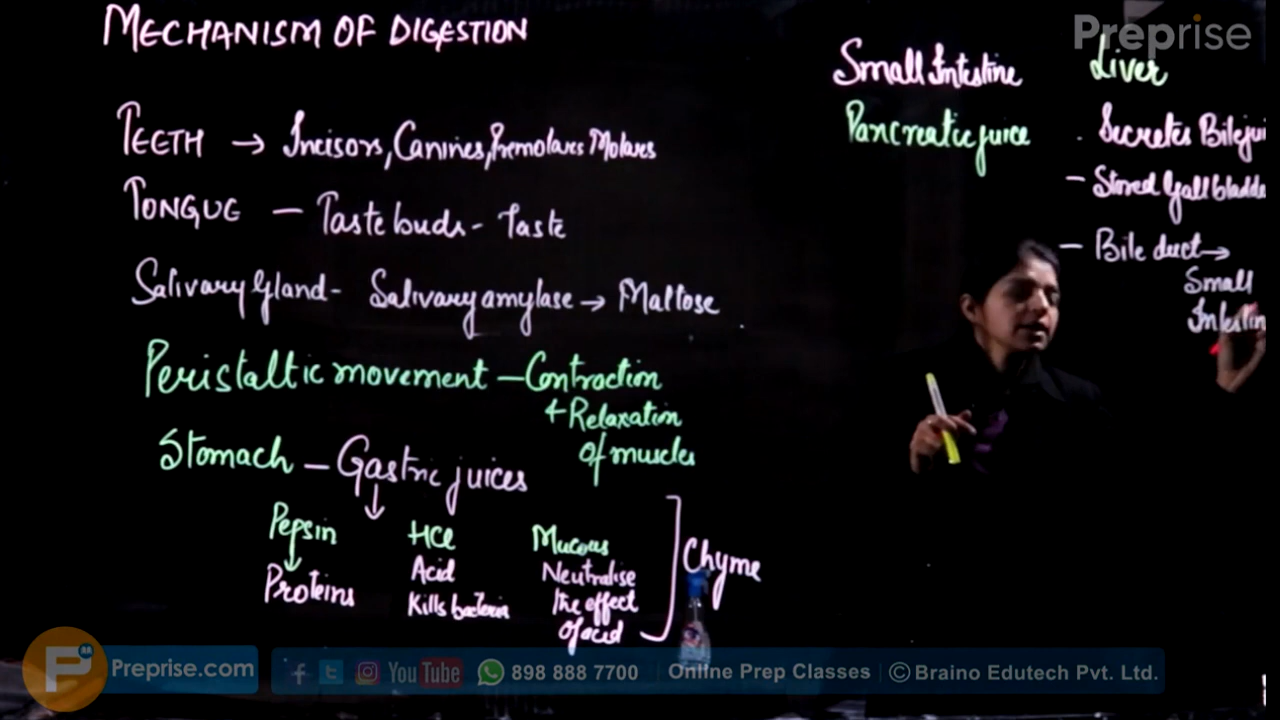 MECHANISM OF DIGESTION
TEETH → Incisors, Canines, Premolars Molars
TONGUE – Taste buds - Taste
Salivary Gland - Salivary amylase → Maltose
Peristaltic movement – Contraction
+ Relaxation
of muscles
Stomach – Gastric juices
↓
Pepsin HCl Mucous
↓
Proteins Acid Neutralise
Kills bacteria the effect
of acid
Chyme
Preprise
Small Intestine Liver
Pancreatic juice . Secretes Bile jui
– Stored Gall bladde
– Bile duct →
Small
Intestin
Preprise.com You Tube 898 888 7700 Online Prep Classes © Braino Edutech Pvt. Ltd.